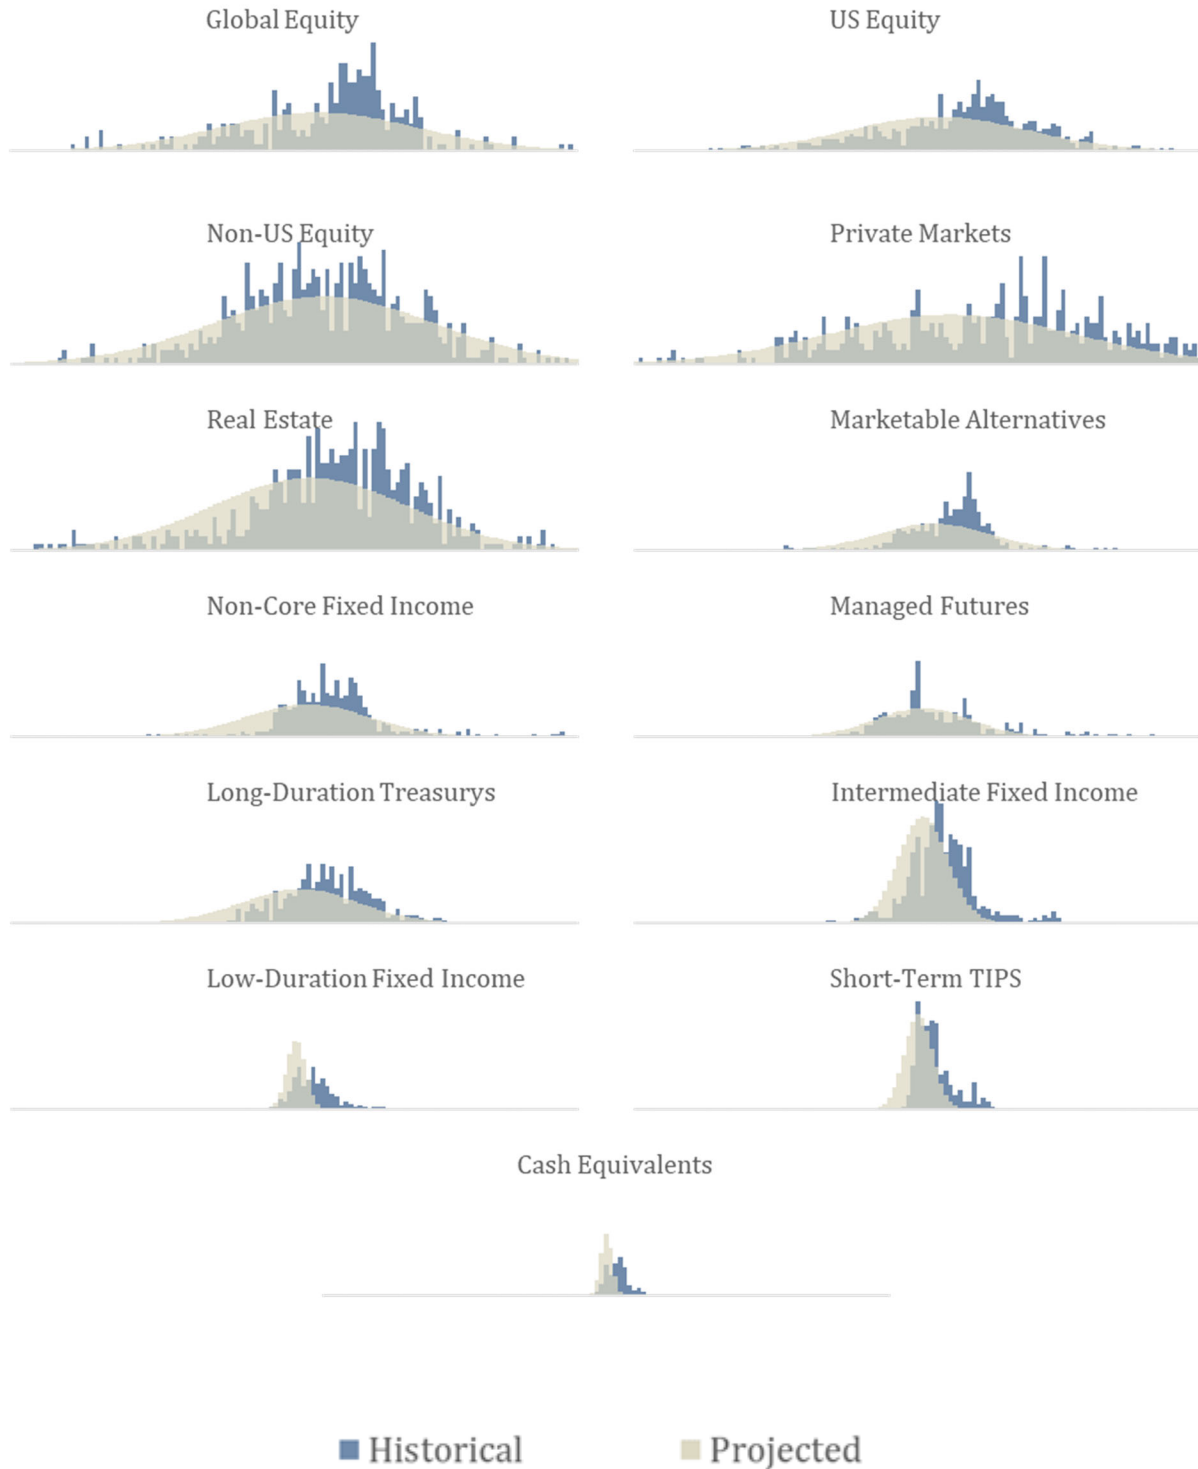 Global Equity
US Equity
Non-US Equity
Private Markets
Real Estate
Marketable Alternatives
Non-Core Fixed Income
Managed Futures
Long-Duration Treasurys
Intermediate Fixed Income
Low-Duration Fixed Income
Short-Term TIPS
Cash Equivalents
Historical
Projected